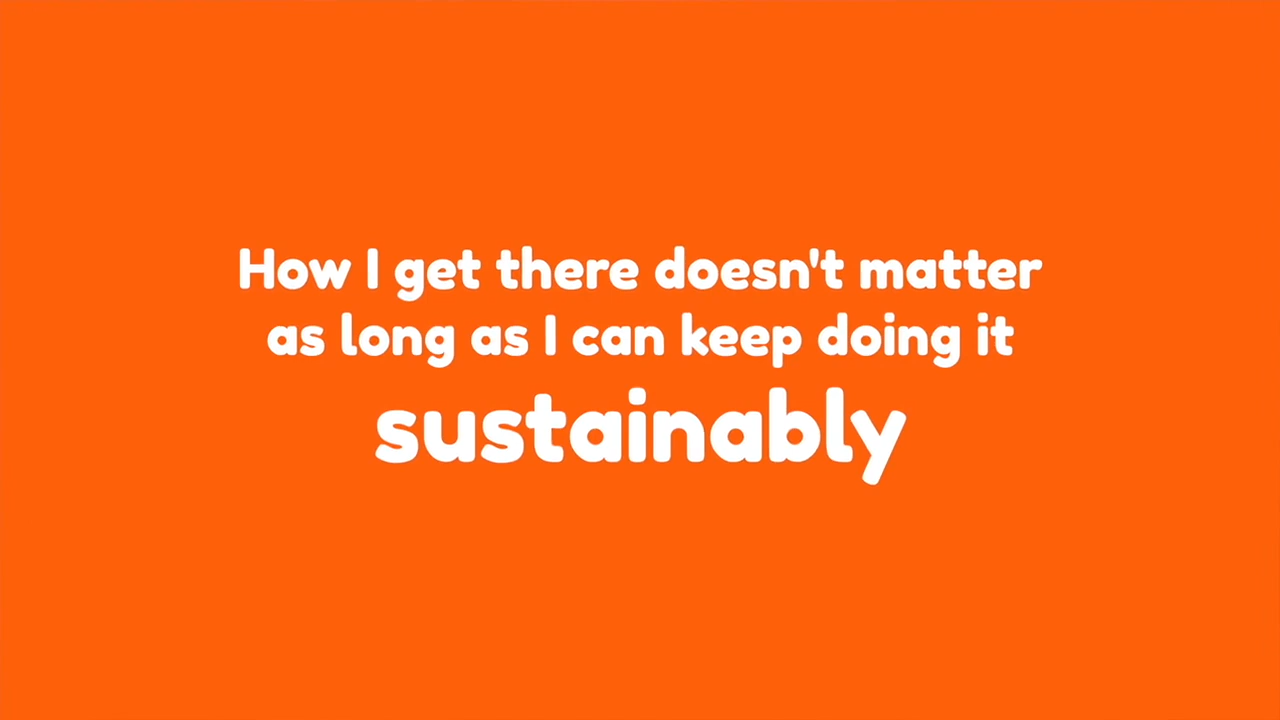 How I get there doesn't matter
as long as I can keep doing it
sustainably